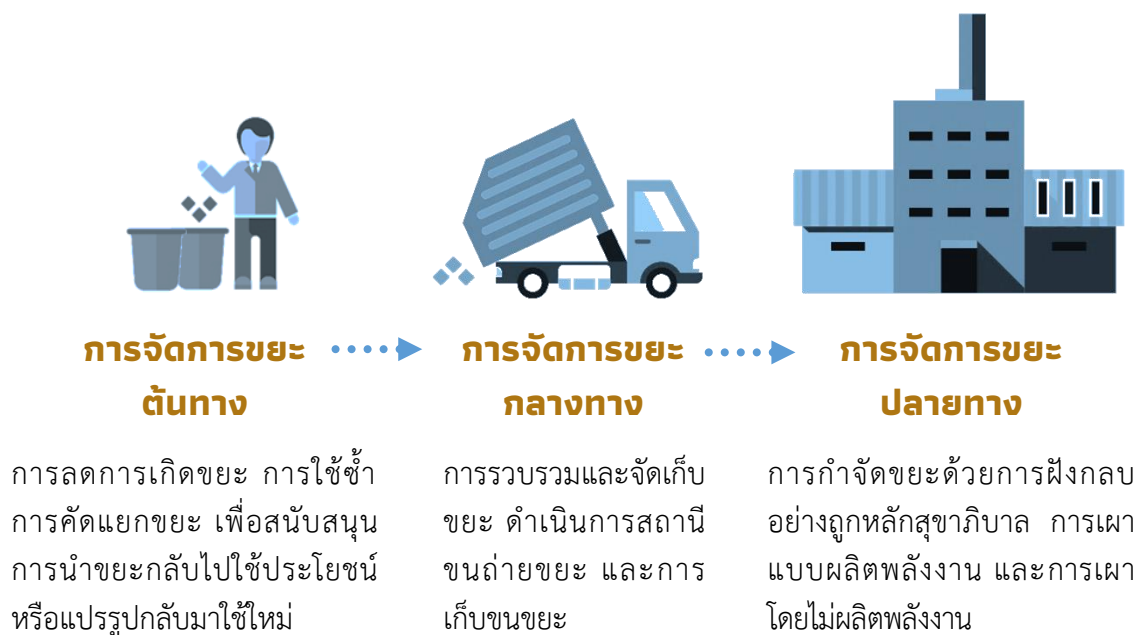 การจัดการขยะ
ต้นทาง
การลดการเกิดขยะ การใช้ซ้ำ
การคัดแยกขยะ เพื่อสนับสนุน
การนำขยะกลับไปใช้ประโยชน์
หรือแปรรูปกลับมาใช้ใหม่
การจัดการขยะ
กลางทาง
การรวบรวมและจัดเก็บ
ขยะ ดำเนินการสถานี
ขนถ่ายขยะ และการ
เก็บขนขยะ
การจัดการขยะ
ปลายทาง
การกำจัดขยะด้วยการฝังกลบ
อย่างถูกหลักสุขาภิบาล การเผา
แบบผลิตพลังงาน และการเผา
โดยไม่ผลิตพลังงาน